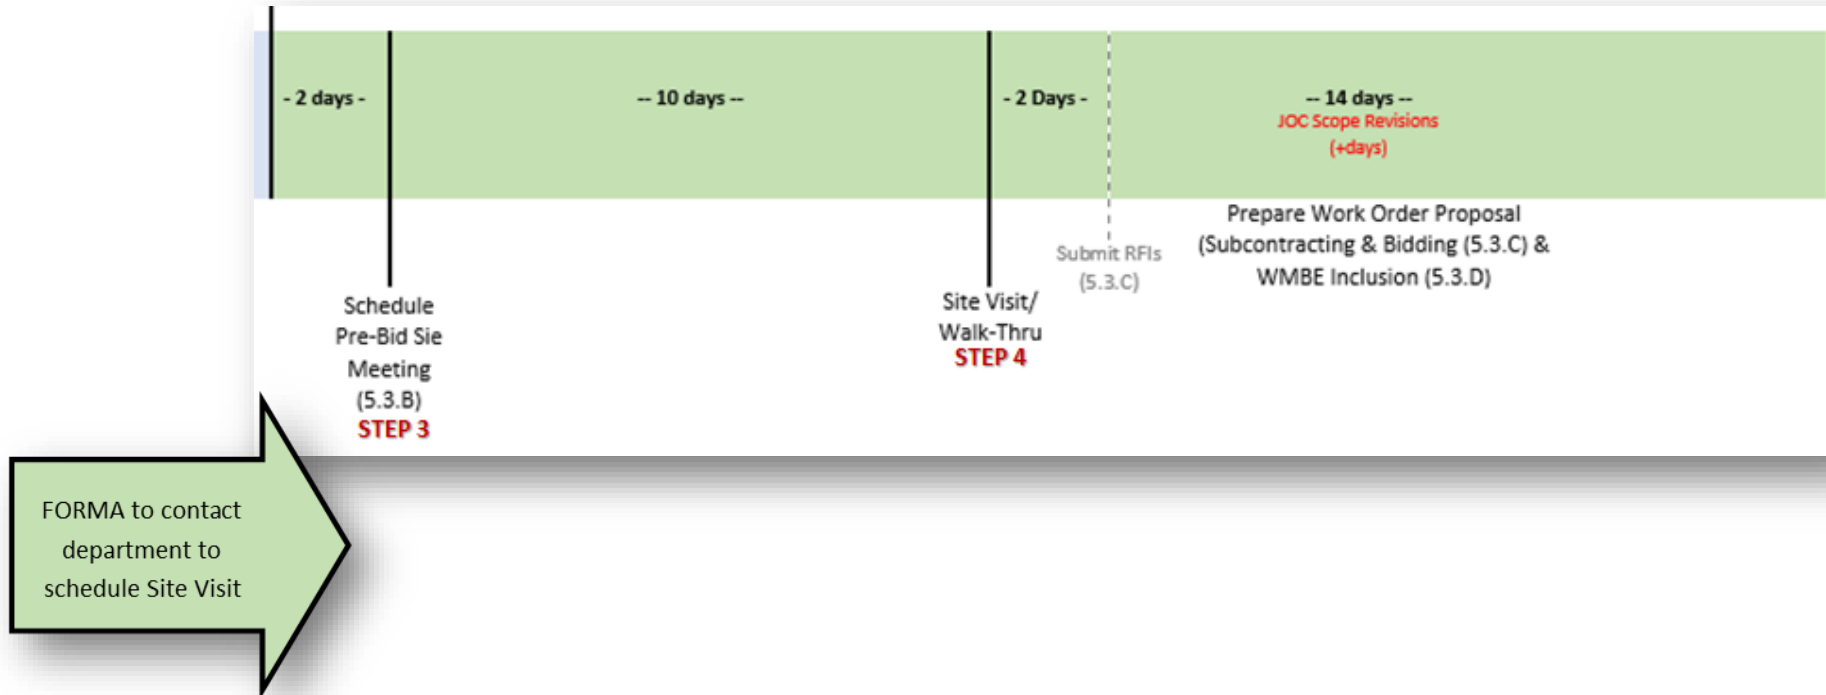 - 2 days -
-- 10 days --
- 2 Days -
-- 14 days --
JOC Scope Revisions
(+days)
Schedule
Pre-Bid Sie
Meeting
(5.3.B)
STEP 3
Site Visit/
Walk-Thru
STEP 4
Submit RFIs
(5.3.C)
Prepare Work Order Proposal
(Subcontracting & Bidding (5.3.C) &
WMBE Inclusion (5.3.D)
FORMA to contact
department to
schedule Site Visit